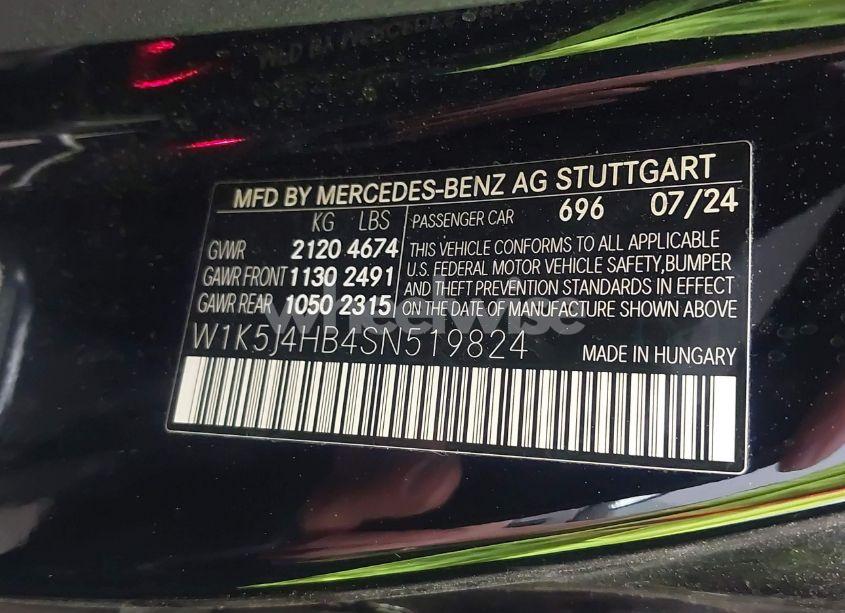 MFD BY MERCEDES-BENZ AG STUTTGART
KG LBS PASSENGER CAR 696 07/24
GVWR 2120 4674
GAWR FRONT 1130 2491
GAWR REAR 1050 2315
THIS VEHICLE CONFORMS TO ALL APPLICABLE
U.S. FEDERAL MOTOR VEHICLE SAFETY, BUMPER
AND THEFT PREVENTION STANDARDS IN EFFECT
ON THE DATE OF MANUFACTURE SHOWN ABOVE
wheelwise
W1K5J4HB4SN519824
MADE IN HUNGARY